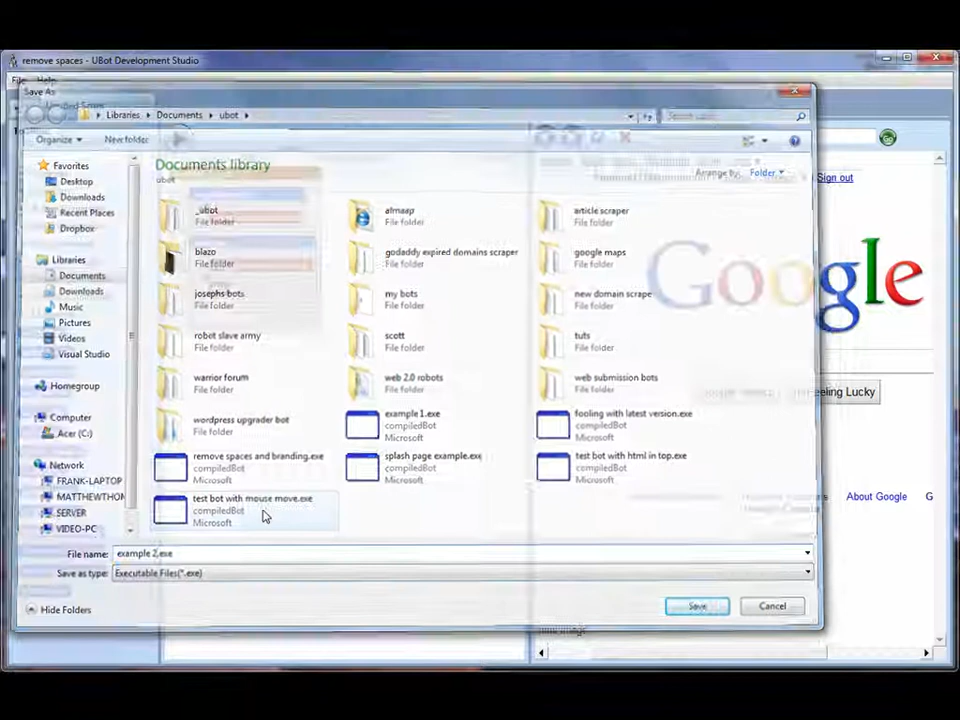 remove spaces - UBot Development Studio
File Help
Save As
Libraries Documents ubot
Organize New folder
Documents library
ubot
Arrange by: Folder
Sign out
Favorites
Desktop
Downloads
Recent Places
Dropbox
Libraries
Documents
Downloads
Music
Pictures
Videos
Visual Studio
Homegroup
Computer
Acer (C:)
Network
FRANK-LAPTOP
MATTHEWTHOM
SERVER
VIDEO-PC
_ubot
File folder
almaap
File folder
article scraper
File folder
blazo
File folder
godaddy expired domains scraper
File folder
google maps
File folder
josephs bots
File folder
my bots
File folder
new domain scrape
File folder
robot slave army
File folder
scott
File folder
tuts
File folder
warrior forum
File folder
web 2.0 robots
File folder
web submission bots
File folder
wordpress upgrader bot
File folder
example 1.exe
compiledBot
Microsoft
fooling with latest version.exe
compiledBot
Microsoft
remove spaces and branding.exe
compiledBot
Microsoft
splash page example.exe
compiledBot
Microsoft
test bot with html in top.exe
compiledBot
Microsoft
test bot with mouse move.exe
compiledBot
Microsoft
Google
Feeling Lucky
About Google G
File name: example 2.exe
Save as type: Executable Files(*.exe)
Hide Folders
Save Cancel